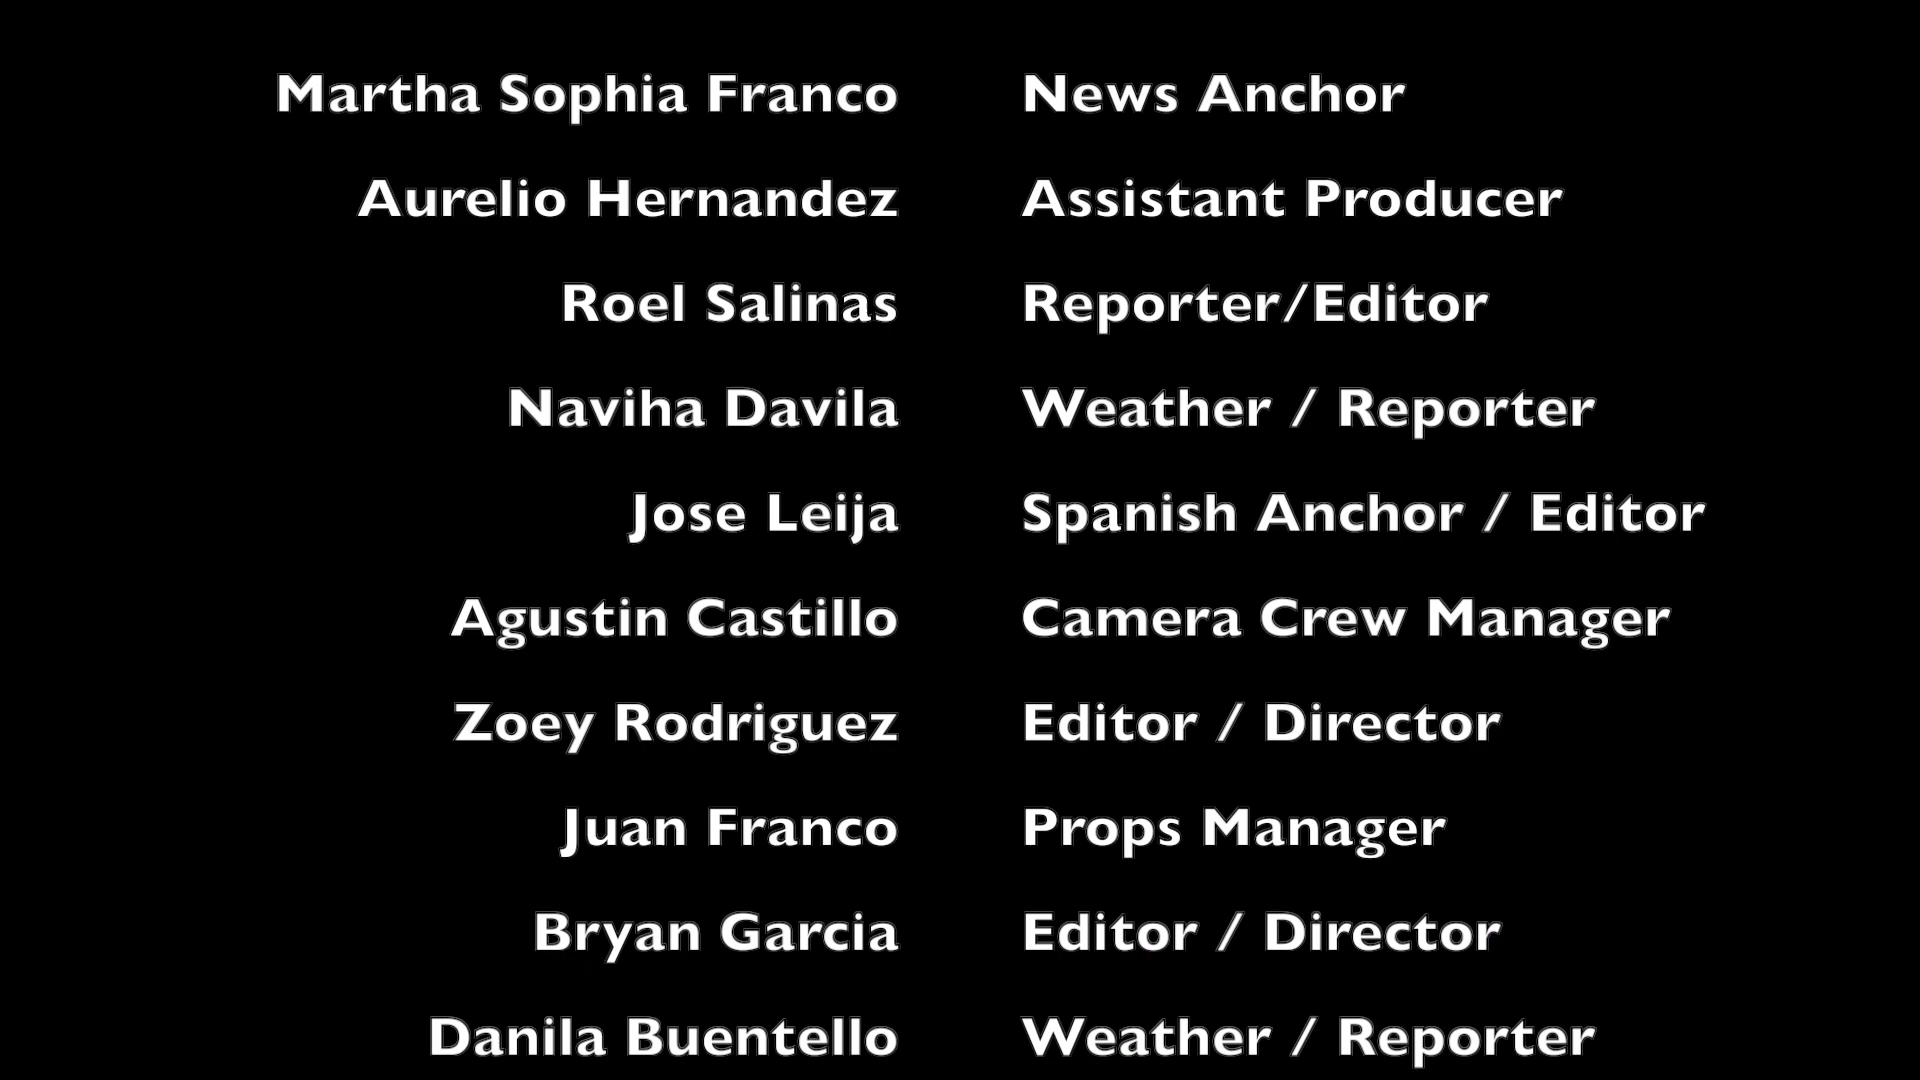 Martha Sophia Franco News Anchor
Aurelio Hernandez Assistant Producer
Roel Salinas Reporter/Editor
Naviha Davila Weather / Reporter
Jose Leija Spanish Anchor / Editor
Agustin Castillo Camera Crew Manager
Zoey Rodriguez Editor / Director
Juan Franco Props Manager
Bryan Garcia Editor / Director
Danila Buentello Weather / Reporter